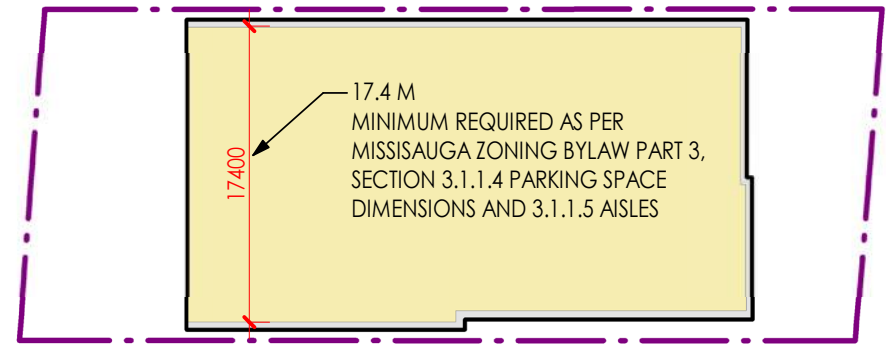 17.4 M
MINIMUM REQUIRED AS PER
MISSISAUGA ZONING BYLAW PART 3,
SECTION 3.1.1.4 PARKING SPACE
DIMENSIONS AND 3.1.1.5 AISLES
17400